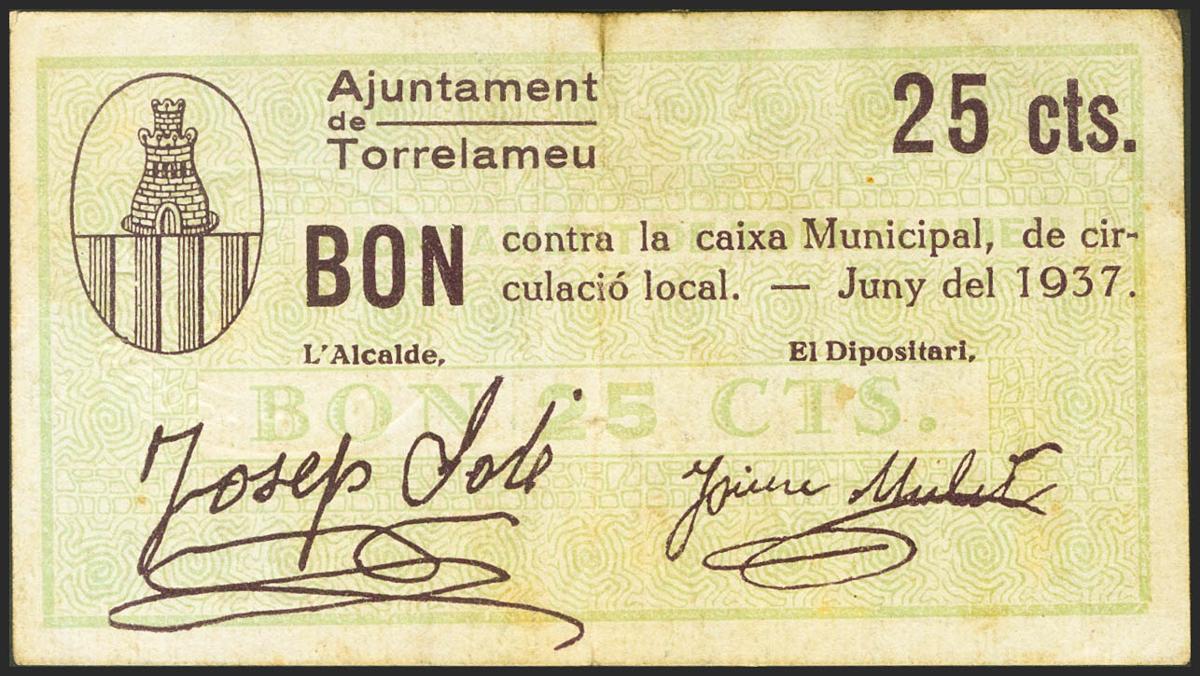 Ajuntament
de
Torrelameu
25 cts.
BON contra la caixa Municipal, de cir-
culació local. — Juny del 1937.
L'Alcalde,
El Dipositari,
BON 25 CTS.
Josep Solé